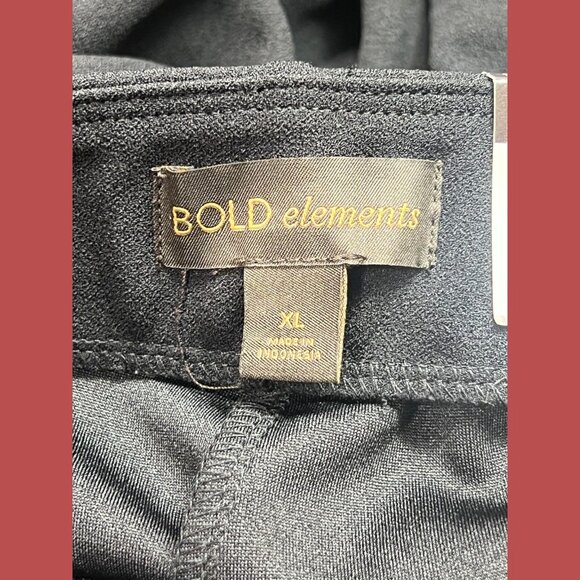 BOLD elements
XL
MADE IN
INDONESIA